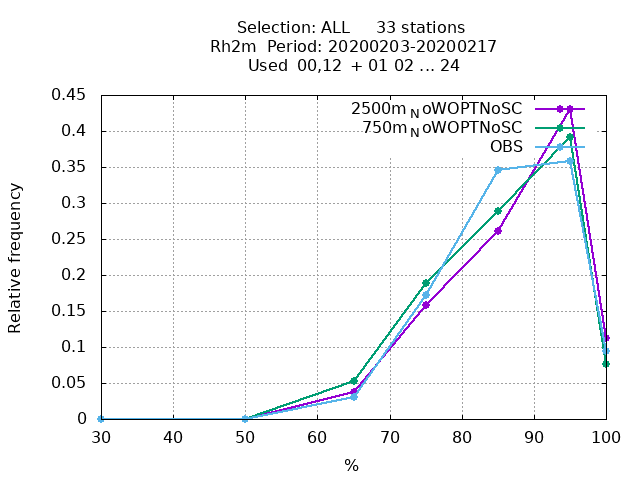 Selection: ALL 33 stations
Rh2m Period: 20200203-20200217
Used 00,12 + 01 02 ... 24
2500m_NoWOPTNoSC
750m_NoWOPTNoSC
OBS
Relative frequency
0.45
0.4
0.35
0.3
0.25
0.2
0.15
0.1
0.05
0
30 40 50 60 70 80 90 100
%